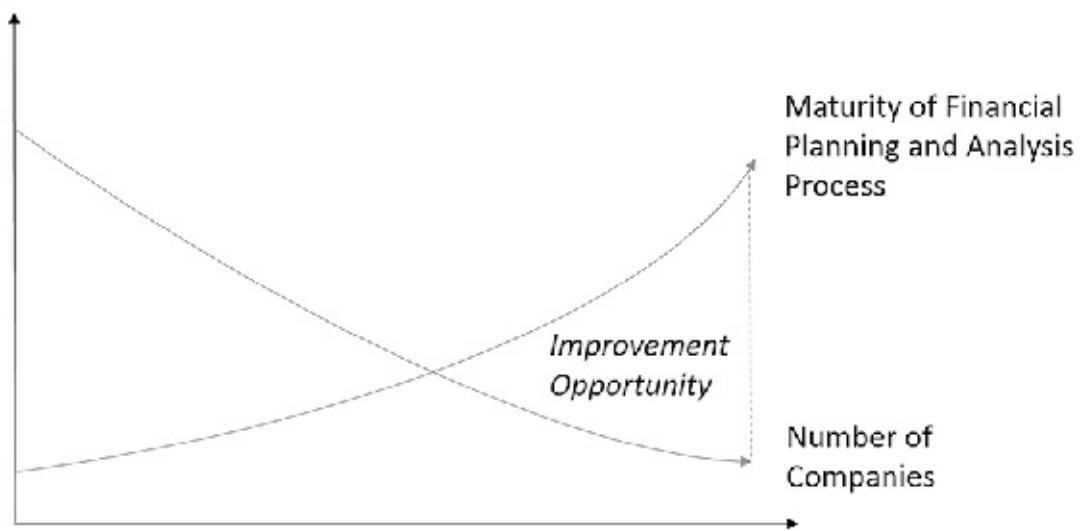 Maturity of Financial
Planning and Analysis
Process
Improvement
Opportunity
Number of
Companies